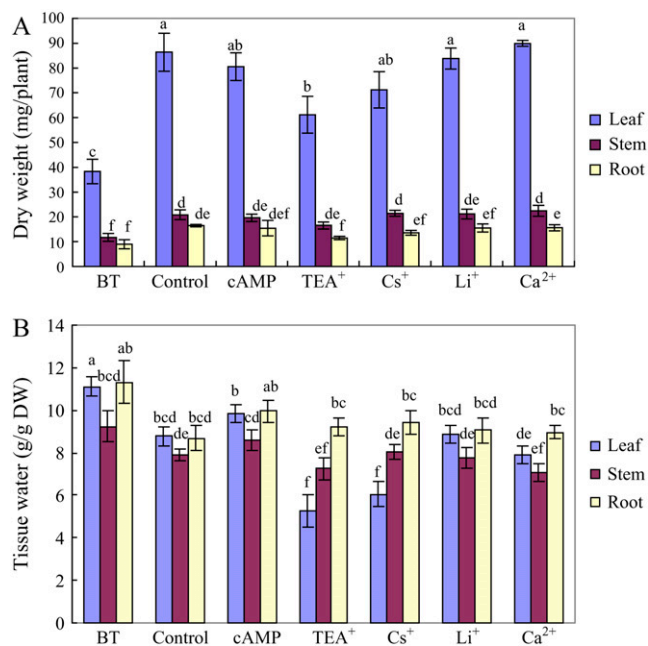 A
100
90
80
70
60
50
40
30
20
10
0
Dry weight (mg/plant)
c f f
a d de
ab de def
b de f
ab d ef
a de ef
a d e
BT Control cAMP TEA⁺ Cs⁺ Li⁺ Ca²⁺
Leaf
Stem
Root
B
14
12
10
8
6
4
2
0
Tissue water (g/g DW)
a bcd ab
bcd de bcd
b cd ab
f ef bc
f de bc
bcd de bcd
de ef bc
BT Control cAMP TEA⁺ Cs⁺ Li⁺ Ca²⁺
Leaf
Stem
Root